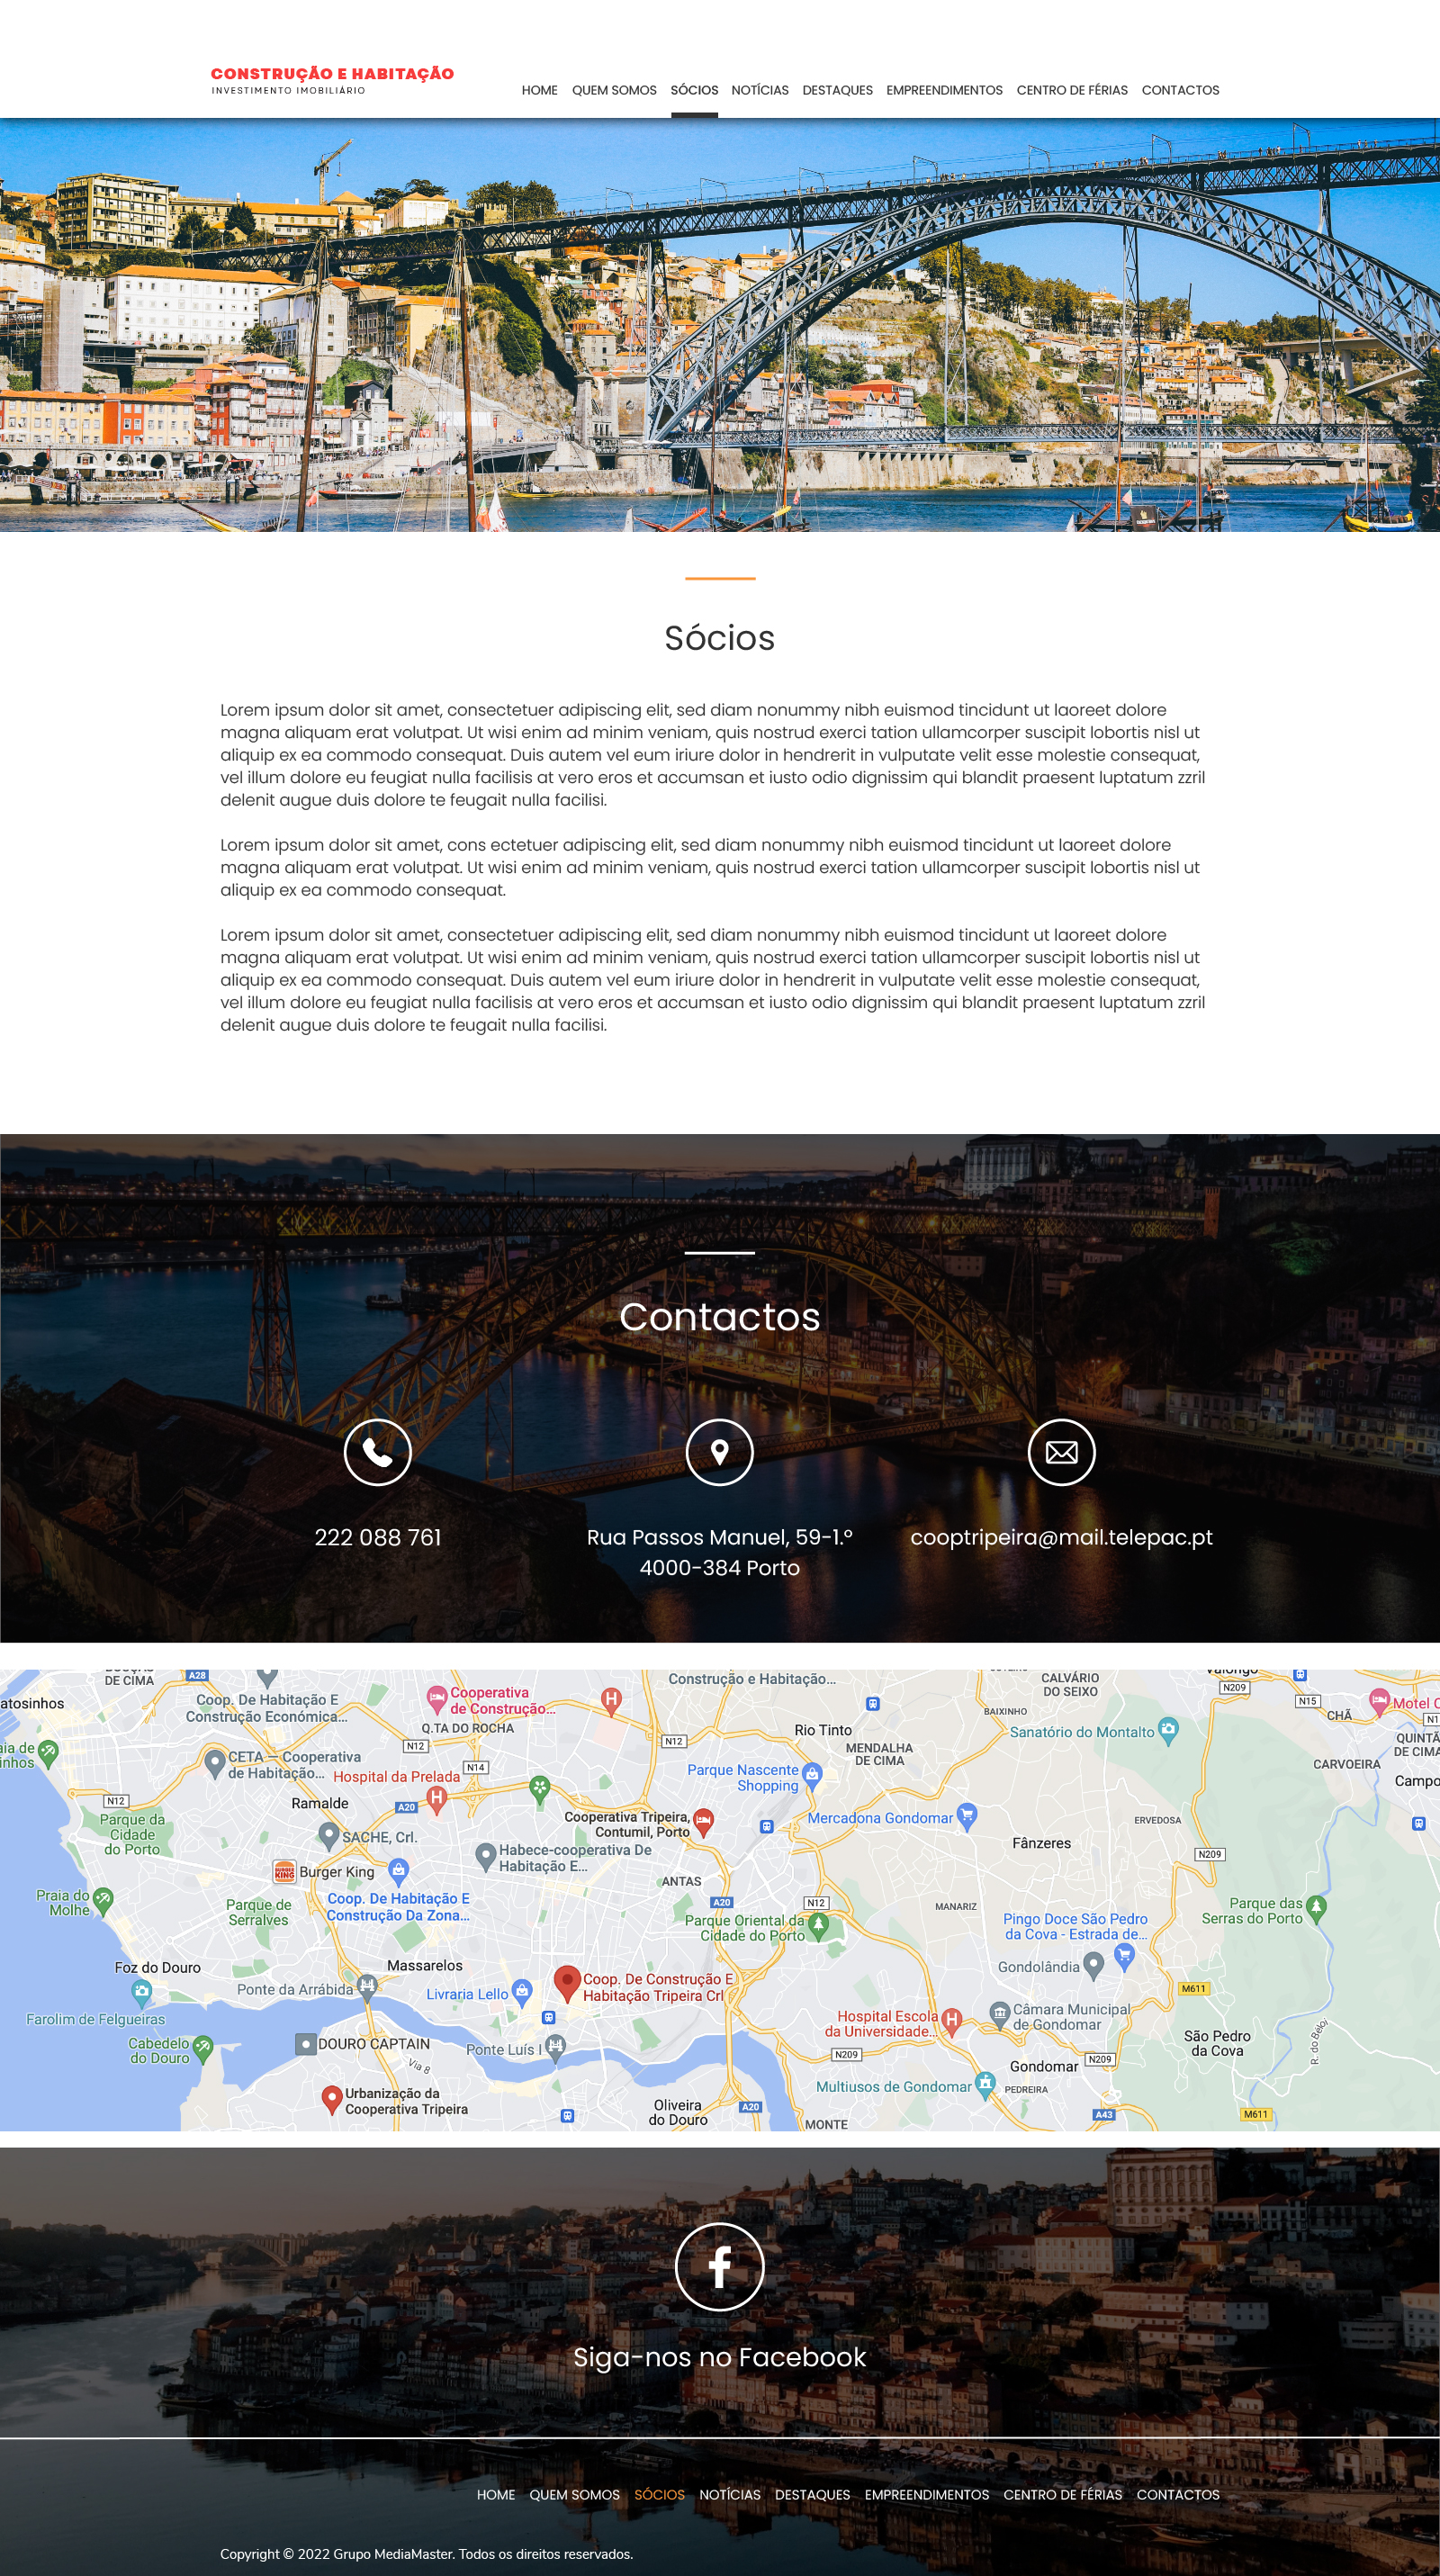 CONSTRUÇÃO E HABITAÇÃO
INVESTIMENTO IMOBILIÁRIO
HOME QUEM SOMOS SÓCIOS NOTÍCIAS DESTAQUES EMPREENDIMENTOS CENTRO DE FÉRIAS CONTACTOS
Sócios
Lorem ipsum dolor sit amet, consectetuer adipiscing elit, sed diam nonummy nibh euismod tincidunt ut laoreet dolore
magna aliquam erat volutpat. Ut wisi enim ad minim veniam, quis nostrud exerci tation ullamcorper suscipit lobortis nisl ut
aliquip ex ea commodo consequat. Duis autem vel eum iriure dolor in hendrerit in vulputate velit esse molestie consequat,
vel illum dolore eu feugiat nulla facilisis at vero eros et accumsan et iusto odio dignissim qui blandit praesent luptatum zzril
delenit augue duis dolore te feugait nulla facilisi.
Lorem ipsum dolor sit amet, cons ectetuer adipiscing elit, sed diam nonummy nibh euismod tincidunt ut laoreet dolore
magna aliquam erat volutpat. Ut wisi enim ad minim veniam, quis nostrud exerci tation ullamcorper suscipit lobortis nisl ut
aliquip ex ea commodo consequat.
Lorem ipsum dolor sit amet, consectetuer adipiscing elit, sed diam nonummy nibh euismod tincidunt ut laoreet dolore
magna aliquam erat volutpat. Ut wisi enim ad minim veniam, quis nostrud exerci tation ullamcorper suscipit lobortis nisl ut
aliquip ex ea commodo consequat. Duis autem vel eum iriure dolor in hendrerit in vulputate velit esse molestie consequat,
vel illum dolore eu feugiat nulla facilisis at vero eros et accumsan et iusto odio dignissim qui blandit praesent luptatum zzril
delenit augue duis dolore te feugait nulla facilisi.
Contactos
222 088 761
Rua Passos Manuel, 59-1.º
4000-384 Porto
cooptripeira@mail.telepac.pt
DE CIMA
A28
Coop. De Habitação E
Construção Económica...
Cooperativa
de Construção...
Q.TA DO ROCHA
H
Construção e Habitação...
CALVÁRIO
DO SEIXO
Valongo
N209
N15
CHÃ
Motel C
N1
BAIXINHO
Sanatório do Montalto
QUINTÃ
DE CIMA
CARVOEIRA
Campo
atosinhos
aia de
inhos
CETA — Cooperativa
de Habitação...
N12
N14
Hospital da Prelada
H
N12
Rio Tinto
MENDALHA
DE CIMA
Parque Nascente
Shopping
N12
Ramalde
A20
Parque da
Cidade
do Porto
SACHE, Crl.
Cooperativa Tripeira,
Contumil, Porto
Mercadona Gondomar
ERVEDOSA
Fânzeres
N209
Habece-cooperativa De
Habitação E...
BURGER KING
Burger King
Coop. De Habitação E
Construção Da Zona...
ANTAS
A20
N12
Praia do
Molhe
Parque de
Serralves
Parque Oriental da
Cidade do Porto
MANARIZ
Pingo Doce São Pedro
da Cova - Estrada de...
Parque das
Serras do Porto
Foz do Douro
Massarelos
Gondolândia
Ponte da Arrábida
Livraria Lello
Coop. De Construção E
Habitação Tripeira Crl
M611
Farolim de Felgueiras
Hospital Escola
da Universidade...
H
Câmara Municipal
de Gondomar
Cabedelo
do Douro
DOURO CAPTAIN
Via 8
Ponte Luís I
N209
São Pedro
da Cova
R. do Belo,
Gondomar
N209
Multiusos de Gondomar
PEDREIRA
Urbanização da
Cooperativa Tripeira
Oliveira
do Douro
A20
MONTE
A43
M611
Siga-nos no Facebook
HOME QUEM SOMOS SÓCIOS NOTÍCIAS DESTAQUES EMPREENDIMENTOS CENTRO DE FÉRIAS CONTACTOS
Copyright © 2022 Grupo MediaMaster. Todos os direitos reservados.